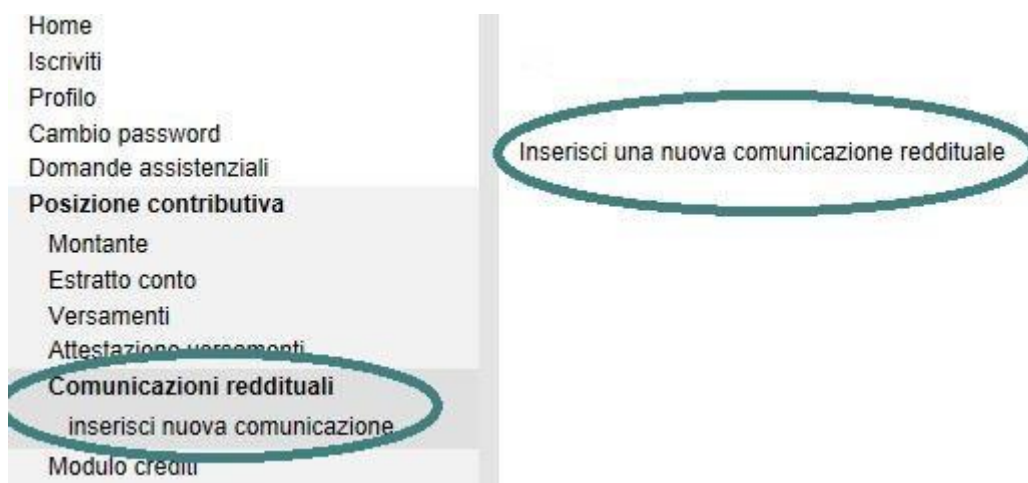 Home
Iscriviti
Profilo
Cambio password
Domande assistenziali
Posizione contributiva
Montante
Estratto conto
Versamenti
Attestazione versamenti
Comunicazioni reddituali
inserisci nuova comunicazione
Modulo crediti
Inserisci una nuova comunicazione reddituale